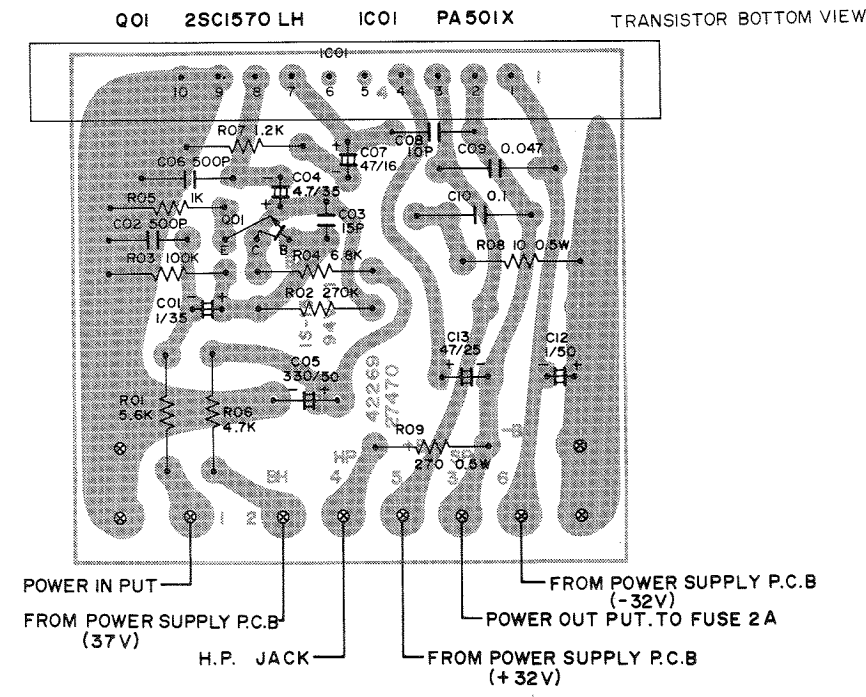 Q01 2SC1570 LH IC01 PA501X TRANSISTOR BOTTOM VIEW
IC01
10 9 8 7 6 5 4 3 2 1
4 1
R07 1.2K
C08
10P
C07
47/16
C09 0.047
C06 500P
C04
4.7/35
R05 1K
C10 0.1
C02 500P
Q01
C03
15P
E C B
R03 100K
R04 6.8K
R08 10 0.5W
R02 270K
C01
1/35
C13
47/25
C12
1/50
C05
330/50
42269
27470
R01
5.6K
R06
4.7K
R09
270 0.5W
-B
SP
HP
BH
1 2 4 5 3 6
POWER IN PUT
FROM POWER SUPPLY P.C.B
(37V)
H.P. JACK
FROM POWER SUPPLY P.C.B
(-32V)
POWER OUT PUT. TO FUSE 2A
FROM POWER SUPPLY P.C.B
(+32V)